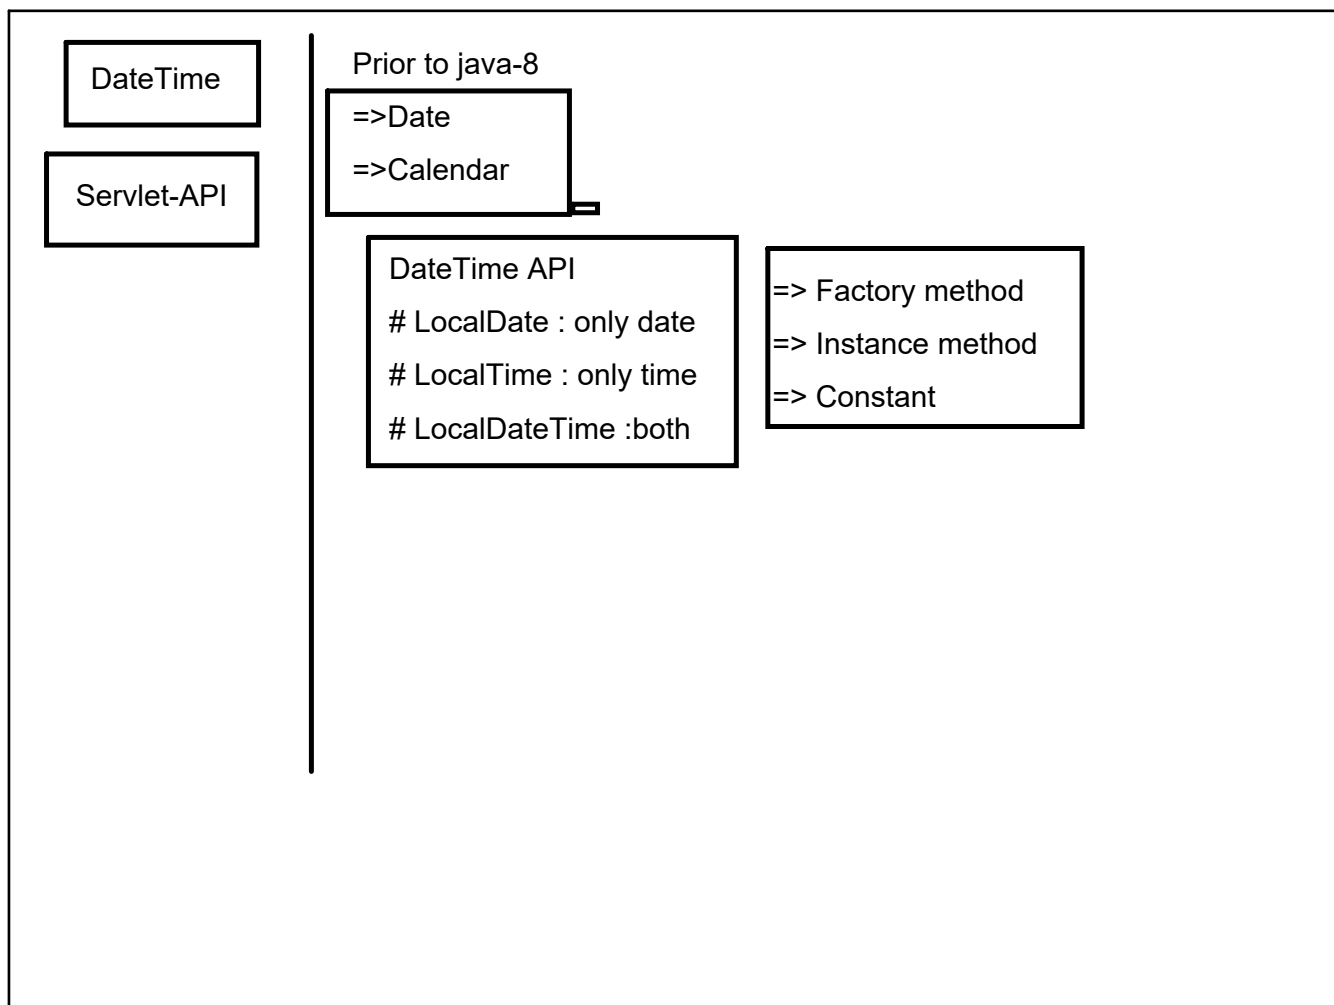 DateTime
Servlet-API
Prior to java-8
=>Date
=>Calendar
DateTime API
# LocalDate : only date
# LocalTime : only time
# LocalDateTime :both
=> Factory method
=> Instance method
=> Constant